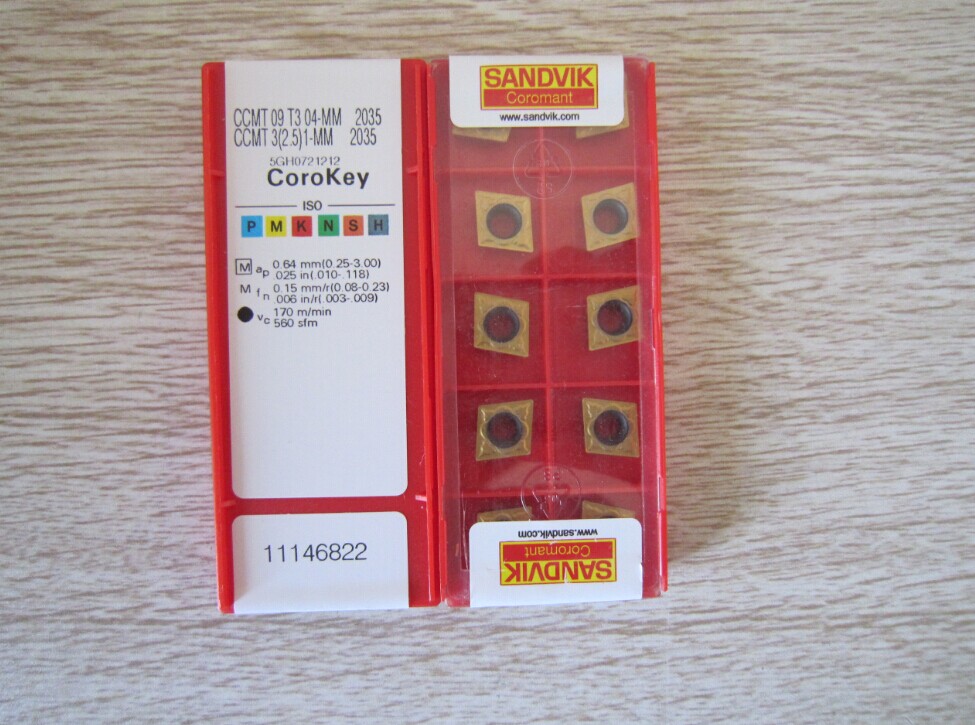 CCMT 09 T3 04-MM 2035
CCMT 3(2.5)1-MM 2035
5GH0721212
CoroKey
ISO
P M K N S H
M ap 0.64 mm(0.25-3.00)
.025 in(.010-.118)
M fn 0.15 mm/r(0.08-0.23)
.006 in/r(.003-.009)
vc 170 m/min
560 sfm
11146822
SANDVIK
Coromant
www.sandvik.com
www.sandvik.com
Coromant
SANDVIK